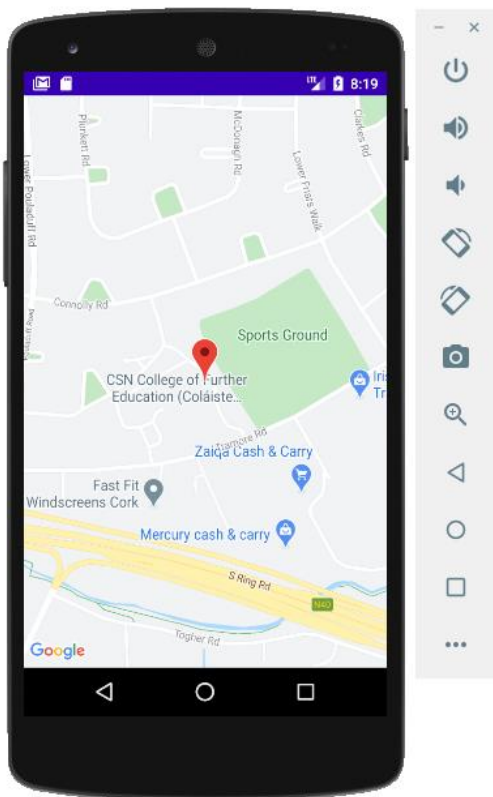 LTE 8:19
Plunkett Rd
McDonagh Rd
Clarkes Rd
Lower Friars Walk
Lower Pouladuff Rd
Connolly Rd
Sports Ground
CSN College of Further
Education (Coláiste...
Tramore Rd
Zaiqa Cash & Carry
Fast Fit
Windscreens Cork
Mercury cash & carry
S Ring Rd
N40
Togher Rd
Google